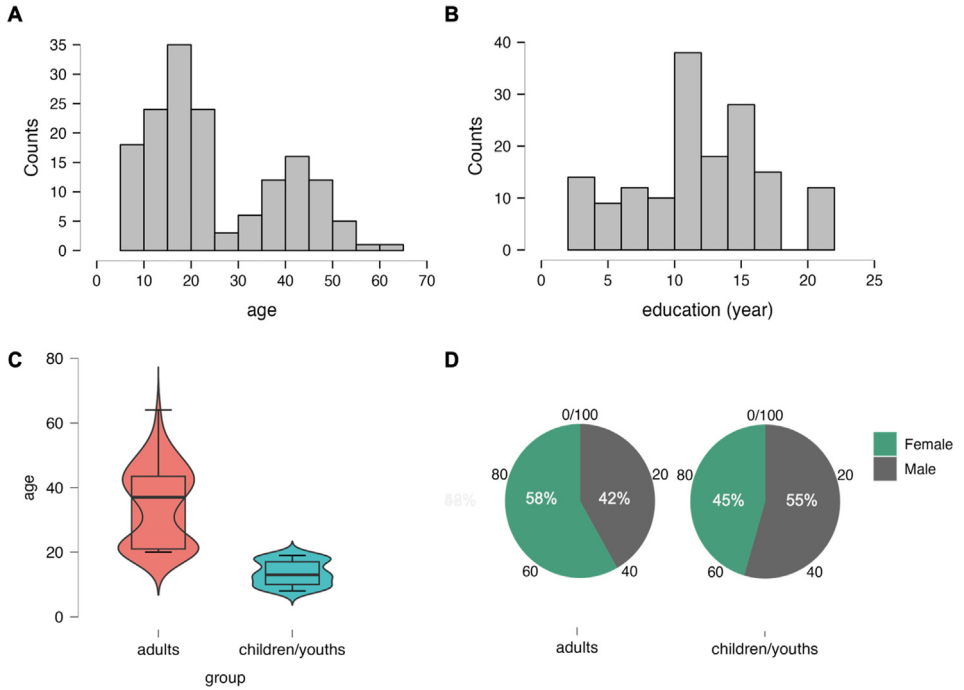 A
Counts
35
30
25
20
15
10
5
0
0 10 20 30 40 50 60 70
age
B
Counts
40
30
20
10
0
0 5 10 15 20 25
education (year)
C
age
80
60
40
20
0
adults children/youths
group
D
0/100
80 20
58% 42%
60 40
adults
0/100
80 20
45% 55%
60 40
children/youths
Female
Male